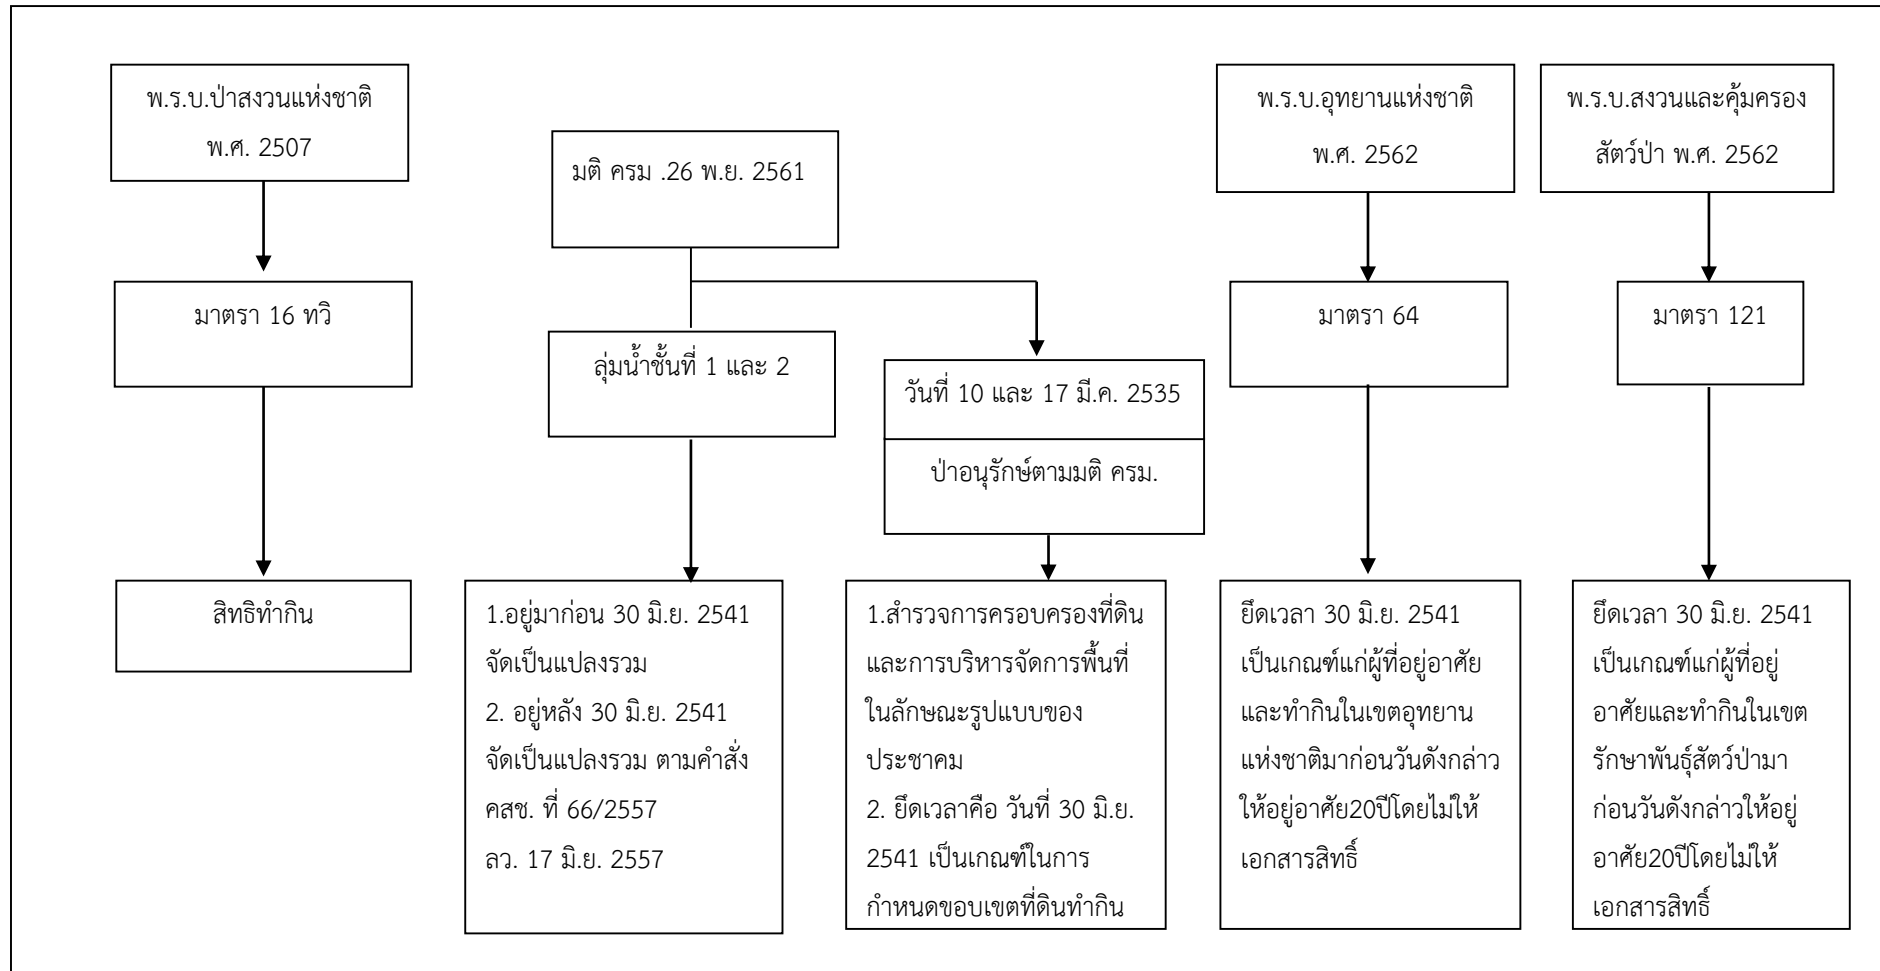 พ.ร.บ.ป่าสงวนแห่งชาติ
พ.ศ. 2507
มาตรา 16 ทวิ
สิทธิทำกิน
มติ ครม .26 พ.ย. 2561
ลุ่มน้ำชั้นที่ 1 และ 2
1.อยู่มาก่อน 30 มิ.ย. 2541
จัดเป็นแปลงรวม
2. อยู่หลัง 30 มิ.ย. 2541
จัดเป็นแปลงรวม ตามคำสั่ง
คสช. ที่ 66/2557
ลว. 17 มิ.ย. 2557
วันที่ 10 และ 17 มี.ค. 2535
ป่าอนุรักษ์ตามมติ ครม.
1.สำรวจการครอบครองที่ดิน
และการบริหารจัดการพื้นที่
ในลักษณะรูปแบบของ
ประชาคม
2. ยึดเวลาคือ วันที่ 30 มิ.ย.
2541 เป็นเกณฑ์ในการ
กำหนดขอบเขตที่ดินทำกิน
พ.ร.บ.อุทยานแห่งชาติ
พ.ศ. 2562
มาตรา 64
ยึดเวลา 30 มิ.ย. 2541
เป็นเกณฑ์แก่ผู้ที่อยู่อาศัย
และทำกินในเขตอุทยาน
แห่งชาติมาก่อนวันดังกล่าว
ให้อยู่อาศัย20ปีโดยไม่ให้
เอกสารสิทธิ์
พ.ร.บ.สงวนและคุ้มครอง
สัตว์ป่า พ.ศ. 2562
มาตรา 121
ยึดเวลา 30 มิ.ย. 2541
เป็นเกณฑ์แก่ผู้ที่อยู่
อาศัยและทำกินในเขต
รักษาพันธุ์สัตว์ป่ามา
ก่อนวันดังกล่าวให้อยู่
อาศัย20ปีโดยไม่ให้
เอกสารสิทธิ์